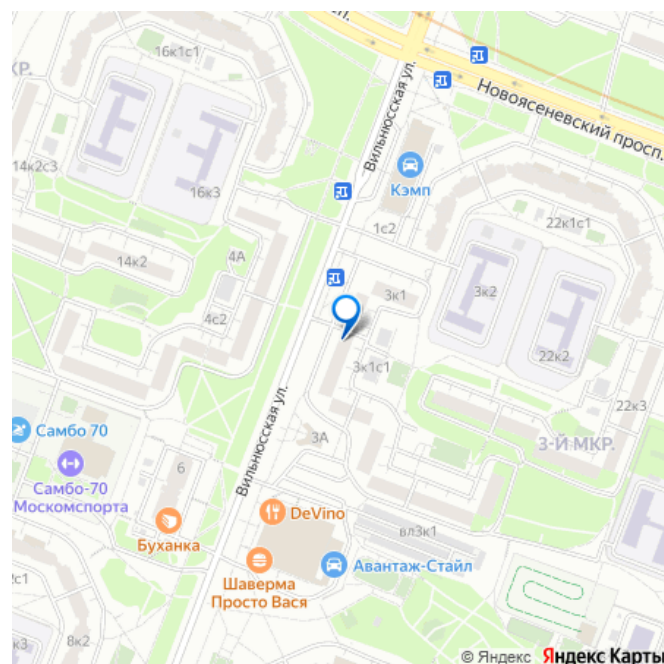 16к1с1
сп.
КР.
Вильнюсская ул.
Новоясеневский просп.
14к2с3
16к3
Кэмп
1с2
22к1с1
4А
14к2
3к1
3к2
4с2
3к1с1
22к2
22к3
Вильнюсская ул.
Самбо 70
3А
3-Й МКР.
6
Самбо-70
Москомспорта
DeVino
Буханка
вл3к1
Авантаж-Стайл
Шаверма
Просто Вася
8к2
© Яндекс Яндекс Карты